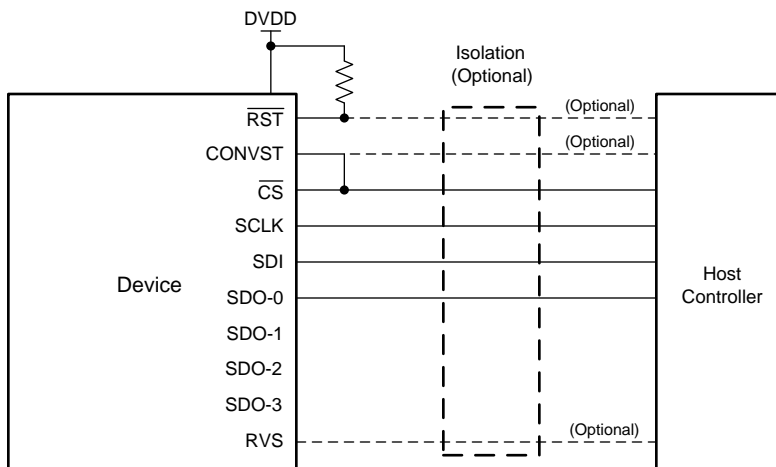 DVDD
Isolation
(Optional)
RST
(Optional)
CONVST
(Optional)
CS
SCLK
SDI
Device
SDO-0
Host
Controller
SDO-1
SDO-2
SDO-3
RVS
(Optional)